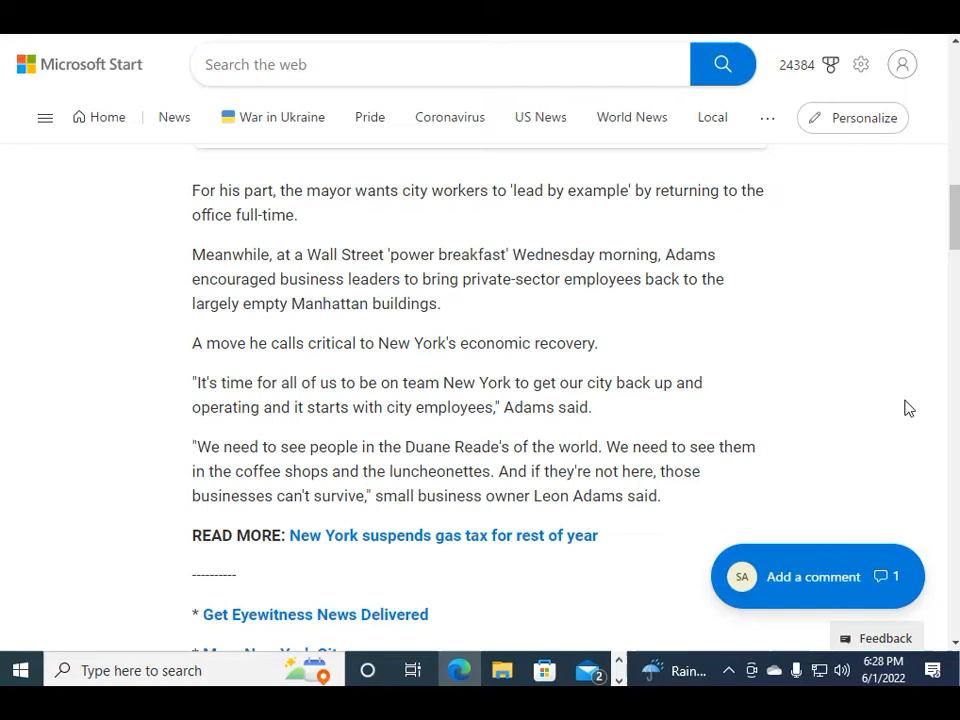 Microsoft Start
Search the web
24384
Home
News
War in Ukraine
Pride
Coronavirus
US News
World News
Local
...
Personalize
For his part, the mayor wants city workers to 'lead by example' by returning to the
office full-time.
Meanwhile, at a Wall Street 'power breakfast' Wednesday morning, Adams
encouraged business leaders to bring private-sector employees back to the
largely empty Manhattan buildings.
A move he calls critical to New York's economic recovery.
"It's time for all of us to be on team New York to get our city back up and
operating and it starts with city employees," Adams said.
"We need to see people in the Duane Reade's of the world. We need to see them
in the coffee shops and the luncheonettes. And if they're not here, those
businesses can't survive," small business owner Leon Adams said.
READ MORE: New York suspends gas tax for rest of year
----------
* Get Eyewitness News Delivered
SA Add a comment 1
Feedback
Type here to search
2
Rain...
6:28 PM
6/1/2022